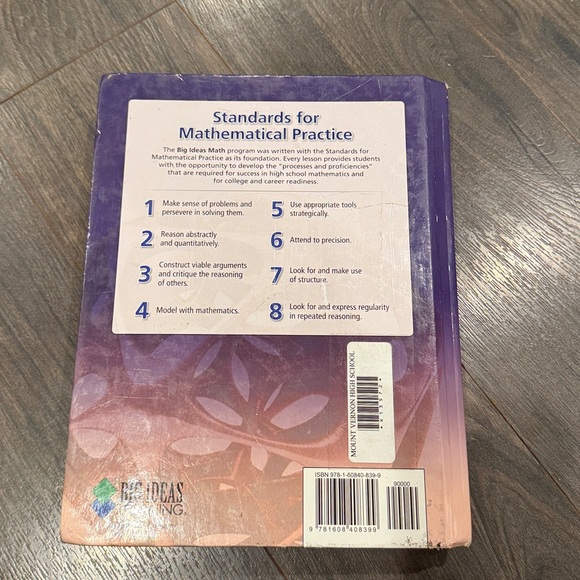 Standards for
Mathematical Practice
The Big Ideas Math program was written with the Standards for
Mathematical Practice as its foundation. Every lesson provides students
with the opportunity to develop the "processes and proficiencies"
that are required for success in high school mathematics and
for college and career readiness.
1 Make sense of problems and
persevere in solving them.
2 Reason abstractly
and quantitatively.
3 Construct viable arguments
and critique the reasoning
of others.
4 Model with mathematics.
5 Use appropriate tools
strategically.
6 Attend to precision.
7 Look for and make use
of structure.
8 Look for and express regularity
in repeated reasoning.
MOUNT VERNON HIGH SCHOOL
BIG IDEAS
ISBN 978-1-60840-839-9
90000
9 781608 408399